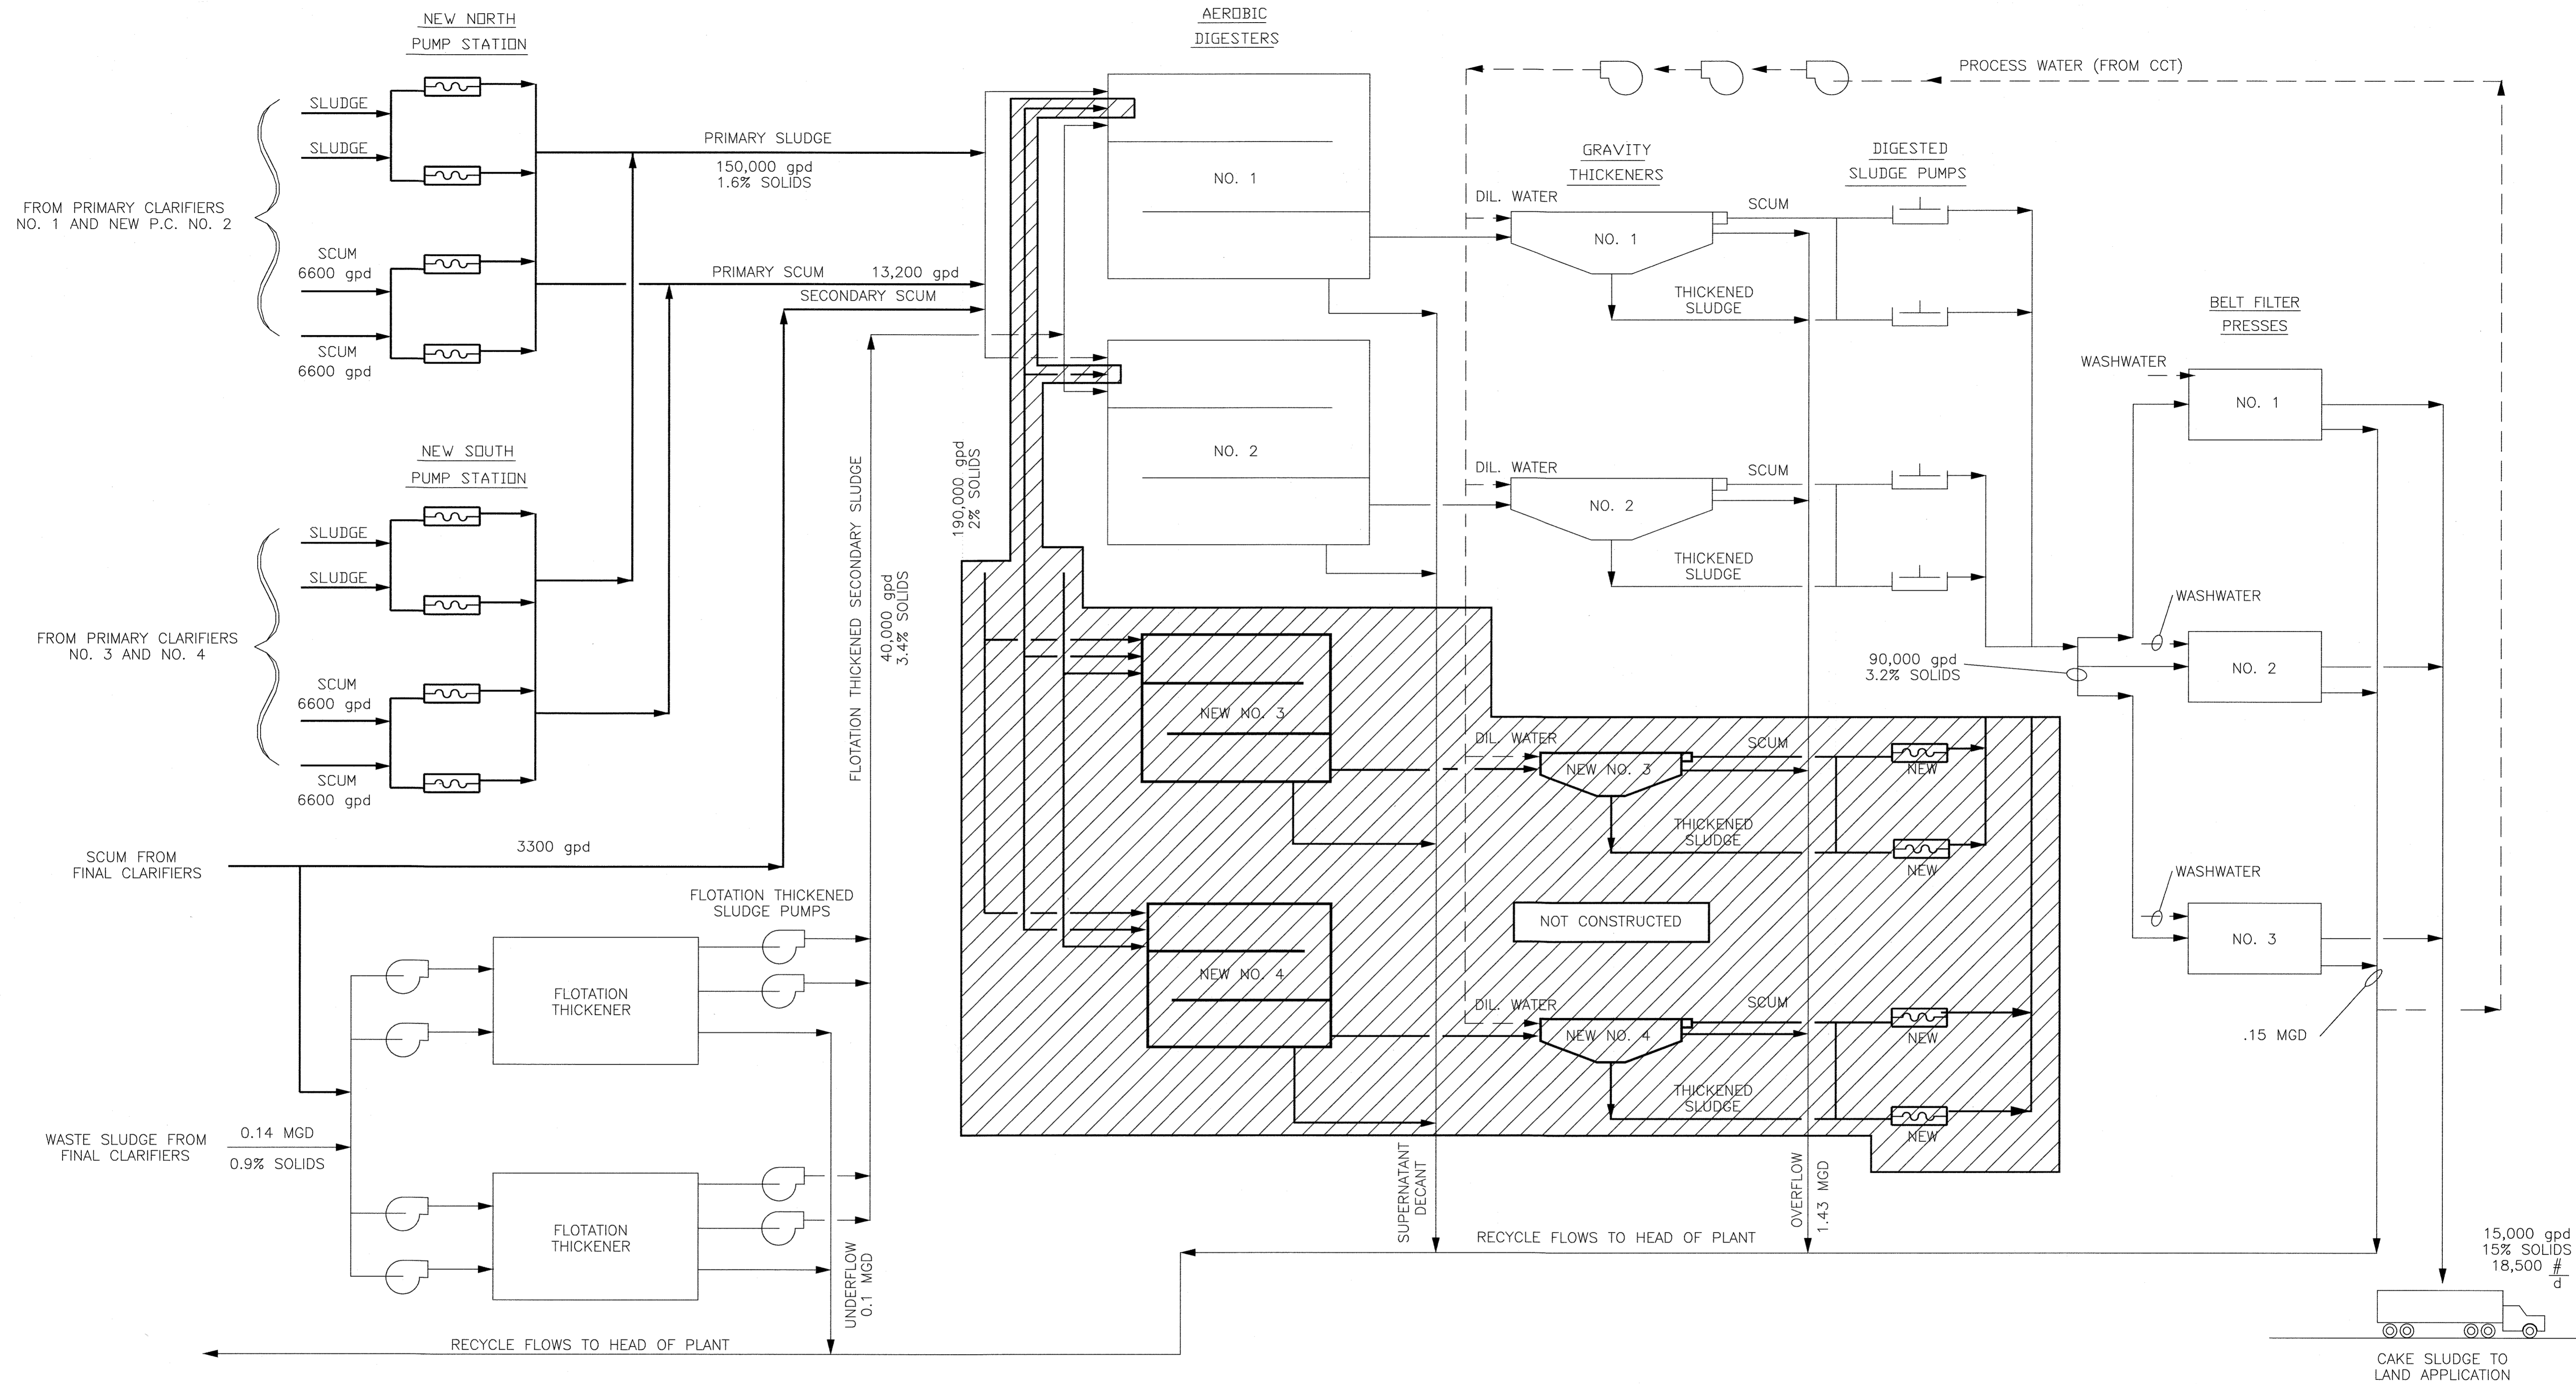 NEW NORTH
PUMP STATION
SLUDGE
SLUDGE
FROM PRIMARY CLARIFIERS
NO. 1 AND NEW P.C. NO. 2
SCUM
6600 gpd
SCUM
6600 gpd
PRIMARY SLUDGE
150,000 gpd
1.6% SOLIDS
PRIMARY SCUM 13,200 gpd
SECONDARY SCUM
NEW SOUTH
PUMP STATION
SLUDGE
SLUDGE
FROM PRIMARY CLARIFIERS
NO. 3 AND NO. 4
SCUM
6600 gpd
SCUM
6600 gpd
SCUM FROM
FINAL CLARIFIERS
3300 gpd
FLOTATION THICKENED
SLUDGE PUMPS
FLOTATION
THICKENER
WASTE SLUDGE FROM
FINAL CLARIFIERS
0.14 MGD
0.9% SOLIDS
FLOTATION
THICKENER
UNDERFLOW
0.1 MGD
RECYCLE FLOWS TO HEAD OF PLANT
FLOTATION THICKENED SECONDARY SLUDGE
40,000 gpd
3.4% SOLIDS
190,000 gpd
2% SOLIDS
AEROBIC
DIGESTERS
NO. 1
NO. 2
NEW NO. 3
NEW NO. 4
PROCESS WATER (FROM CCT)
GRAVITY
THICKENERS
DIGESTED
SLUDGE PUMPS
DIL. WATER
SCUM
NO. 1
THICKENED
SLUDGE
DIL. WATER
SCUM
NO. 2
THICKENED
SLUDGE
DIL. WATER
SCUM
NEW NO. 3
NEW
THICKENED
SLUDGE
NEW
NOT CONSTRUCTED
DIL. WATER
SCUM
NEW NO. 4
NEW
THICKENED
SLUDGE
NEW
SUPERNATANT
DECANT
OVERFLOW
1.43 MGD
RECYCLE FLOWS TO HEAD OF PLANT
BELT FILTER
PRESSES
WASHWATER
NO. 1
WASHWATER
90,000 gpd
3.2% SOLIDS
NO. 2
WASHWATER
NO. 3
.15 MGD
15,000 gpd
15% SOLIDS
18,500 #
d
CAKE SLUDGE TO
LAND APPLICATION